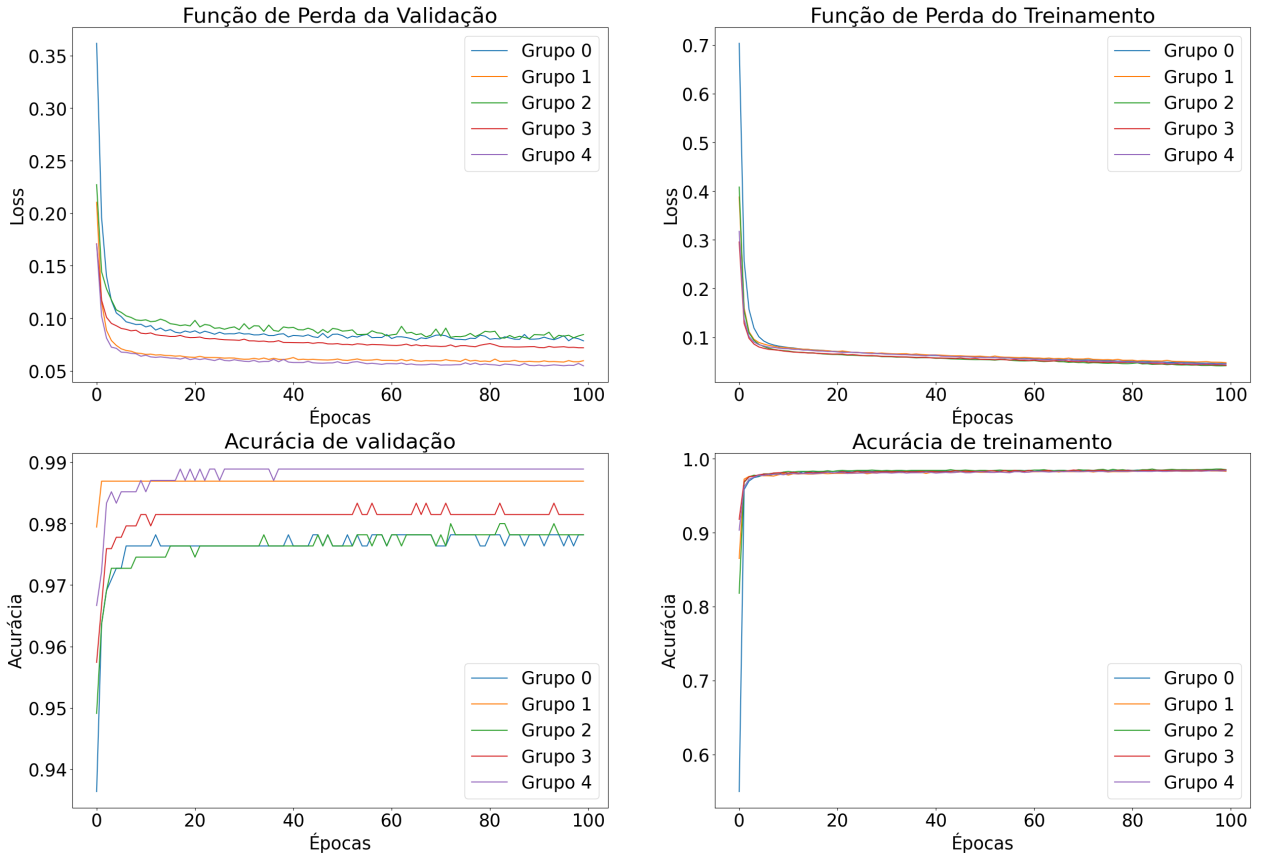 Função de Perda da Validação
0.35
0.30
0.25
0.20
0.15
0.10
0.05
Loss
0 20 40 60 80 100
Épocas
Grupo 0
Grupo 1
Grupo 2
Grupo 3
Grupo 4
Função de Perda do Treinamento
0.7
0.6
0.5
0.4
0.3
0.2
0.1
Loss
0 20 40 60 80 100
Épocas
Grupo 0
Grupo 1
Grupo 2
Grupo 3
Grupo 4
Acurácia de validação
0.99
0.98
0.97
0.96
0.95
0.94
Acurácia
0 20 40 60 80 100
Épocas
Grupo 0
Grupo 1
Grupo 2
Grupo 3
Grupo 4
Acurácia de treinamento
1.0
0.9
0.8
0.7
0.6
Acurácia
0 20 40 60 80 100
Épocas
Grupo 0
Grupo 1
Grupo 2
Grupo 3
Grupo 4